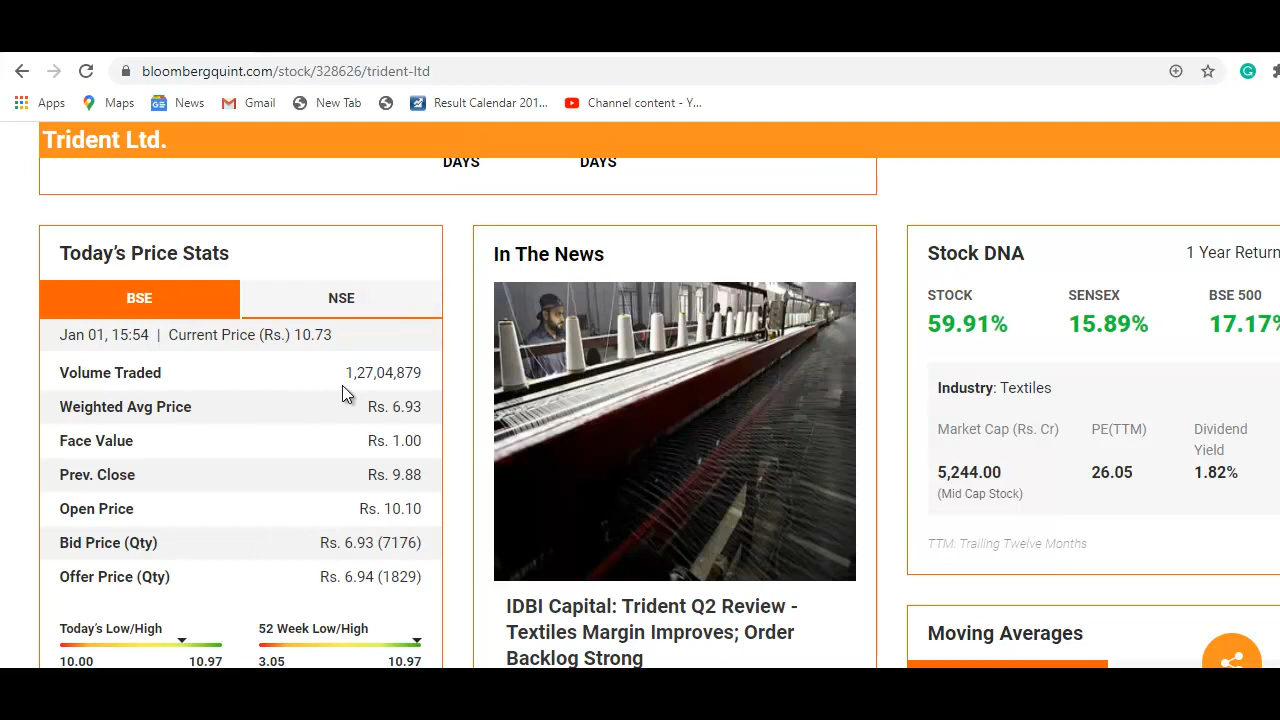 bloombergquint.com/stock/328626/trident-ltd
Apps Maps News Gmail New Tab Result Calendar 201... Channel content - Y...
Trident Ltd.
DAYS DAYS
Today's Price Stats
BSE NSE
Jan 01, 15:54 | Current Price (Rs.) 10.73
Volume Traded 1,27,04,879
Weighted Avg Price Rs. 6.93
Face Value Rs. 1.00
Prev. Close Rs. 9.88
Open Price Rs. 10.10
Bid Price (Qty) Rs. 6.93 (7176)
Offer Price (Qty) Rs. 6.94 (1829)
Today's Low/High 52 Week Low/High
10.00 10.97 3.05 10.97
In The News
IDBI Capital: Trident Q2 Review -
Textiles Margin Improves; Order
Backlog Strong
Stock DNA 1 Year Return
STOCK SENSEX BSE 500
59.91% 15.89% 17.17%
Industry: Textiles
Market Cap (Rs. Cr) PE(TTM) Dividend
Yield
5,244.00 26.05 1.82%
(Mid Cap Stock)
TTM: Trailing Twelve Months
Moving Averages